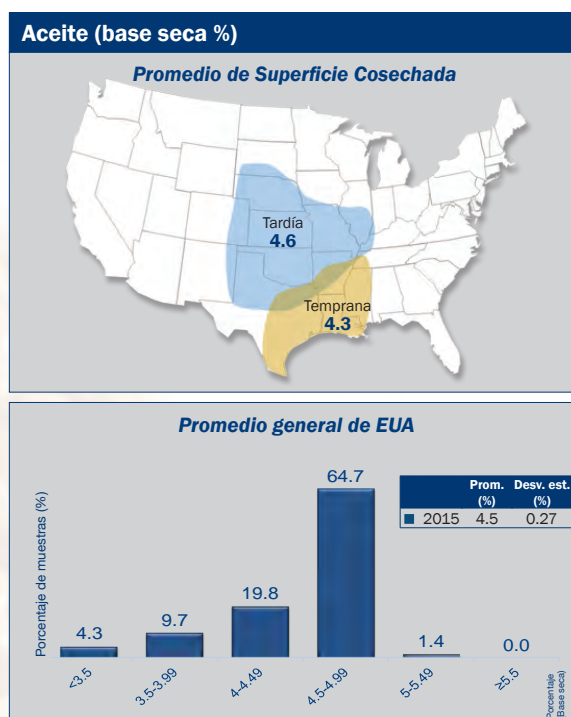 Aceite (base seca %)
Promedio de Superficie Cosechada
Tardía
4.6
Temprana
4.3
Promedio general de EUA
Porcentaje de muestras (%)
4.3
9.7
19.8
64.7
1.4
0.0
Prom. Desv. est.
(%) (%)
2015 4.5 0.27
<3.5
3.5-3.99
4-4.49
4.5-4.99
5-5.49
≥5.5
Porcentaje
(Base seca)